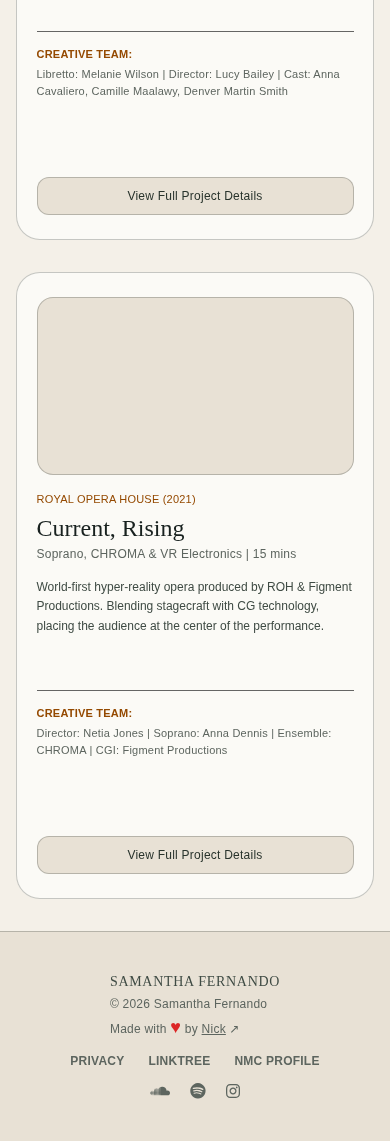 CREATIVE TEAM:
Libretto: Melanie Wilson | Director: Lucy Bailey | Cast: Anna
Cavaliero, Camille Maalawy, Denver Martin Smith
View Full Project Details
ROYAL OPERA HOUSE (2021)
Current, Rising
Soprano, CHROMA & VR Electronics | 15 mins
World-first hyper-reality opera produced by ROH & Figment
Productions. Blending stagecraft with CG technology,
placing the audience at the center of the performance.
CREATIVE TEAM:
Director: Netia Jones | Soprano: Anna Dennis | Ensemble:
CHROMA | CGI: Figment Productions
View Full Project Details
SAMANTHA FERNANDO
© 2026 Samantha Fernando
Made with ♥ by Nick ↗
PRIVACY LINKTREE NMC PROFILE